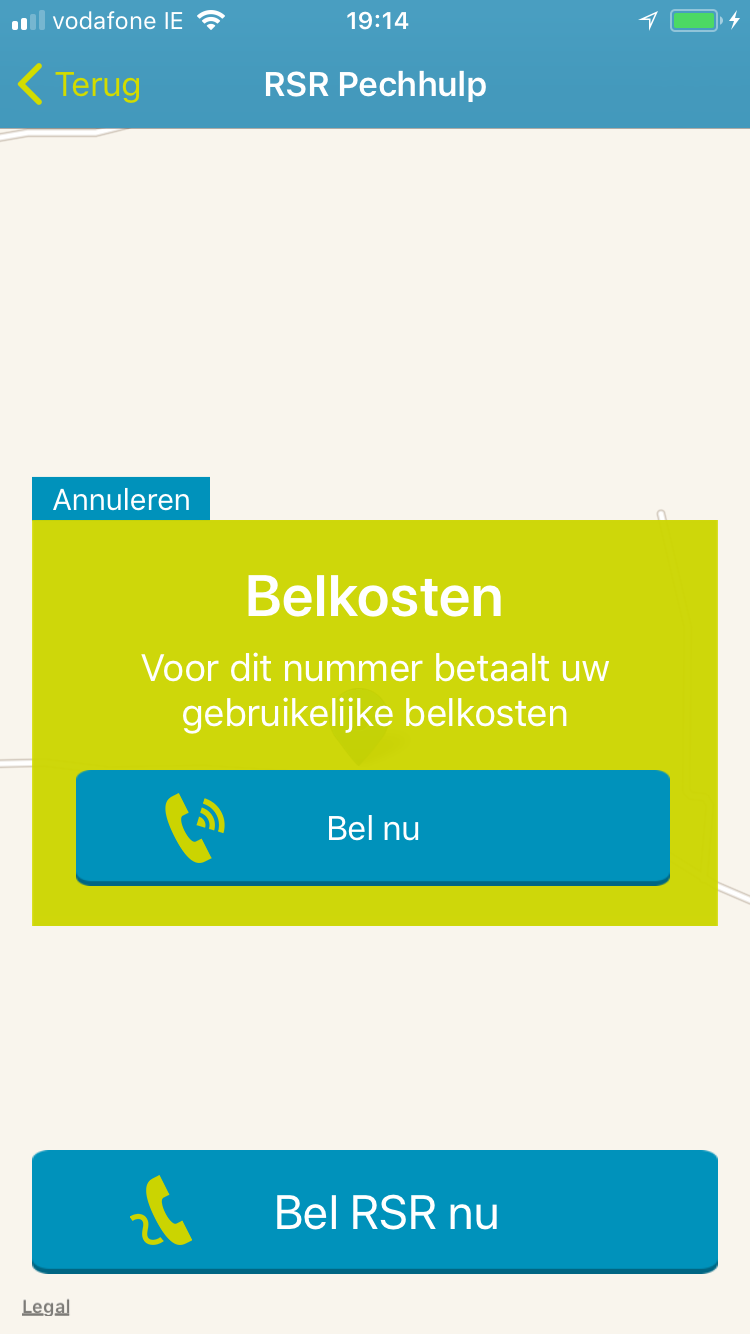 vodafone IE
19:14
Terug
RSR Pechhulp
Annuleren
Belkosten
Voor dit nummer betaalt uw
gebruikelijke belkosten
Bel nu
Bel RSR nu
Legal